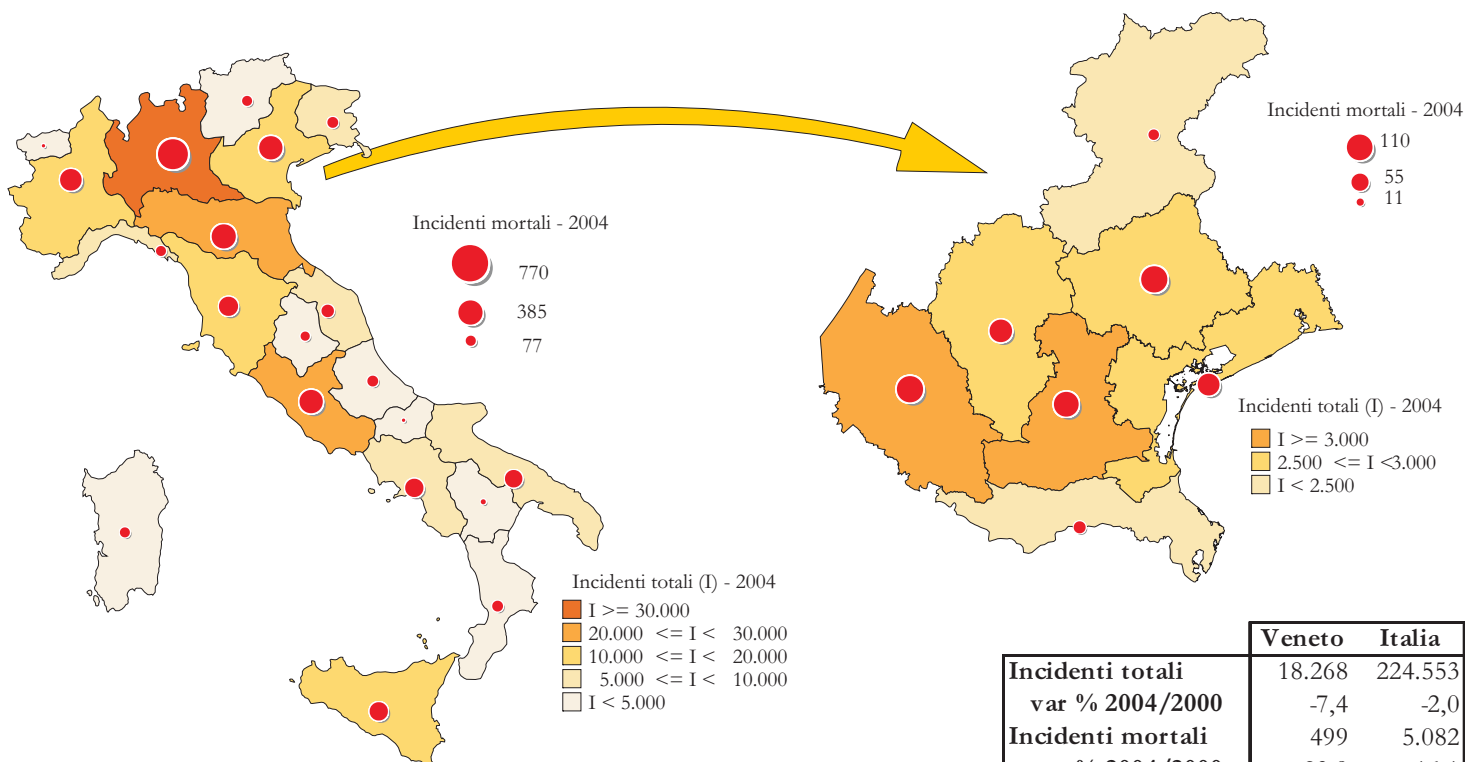 Incidenti mortali - 2004
770
385
77
Incidenti totali (I) - 2004
I >= 30.000
20.000 <= I < 30.000
10.000 <= I < 20.000
5.000 <= I < 10.000
I < 5.000
Incidenti mortali - 2004
110
55
11
Incidenti totali (I) - 2004
I >= 3.000
2.500 <= I <3.000
I < 2.500
Veneto Italia
Incidenti totali 18.268 224.553
var % 2004/2000 -7,4 -2,0
Incidenti mortali 499 5.082
% 2004/2000